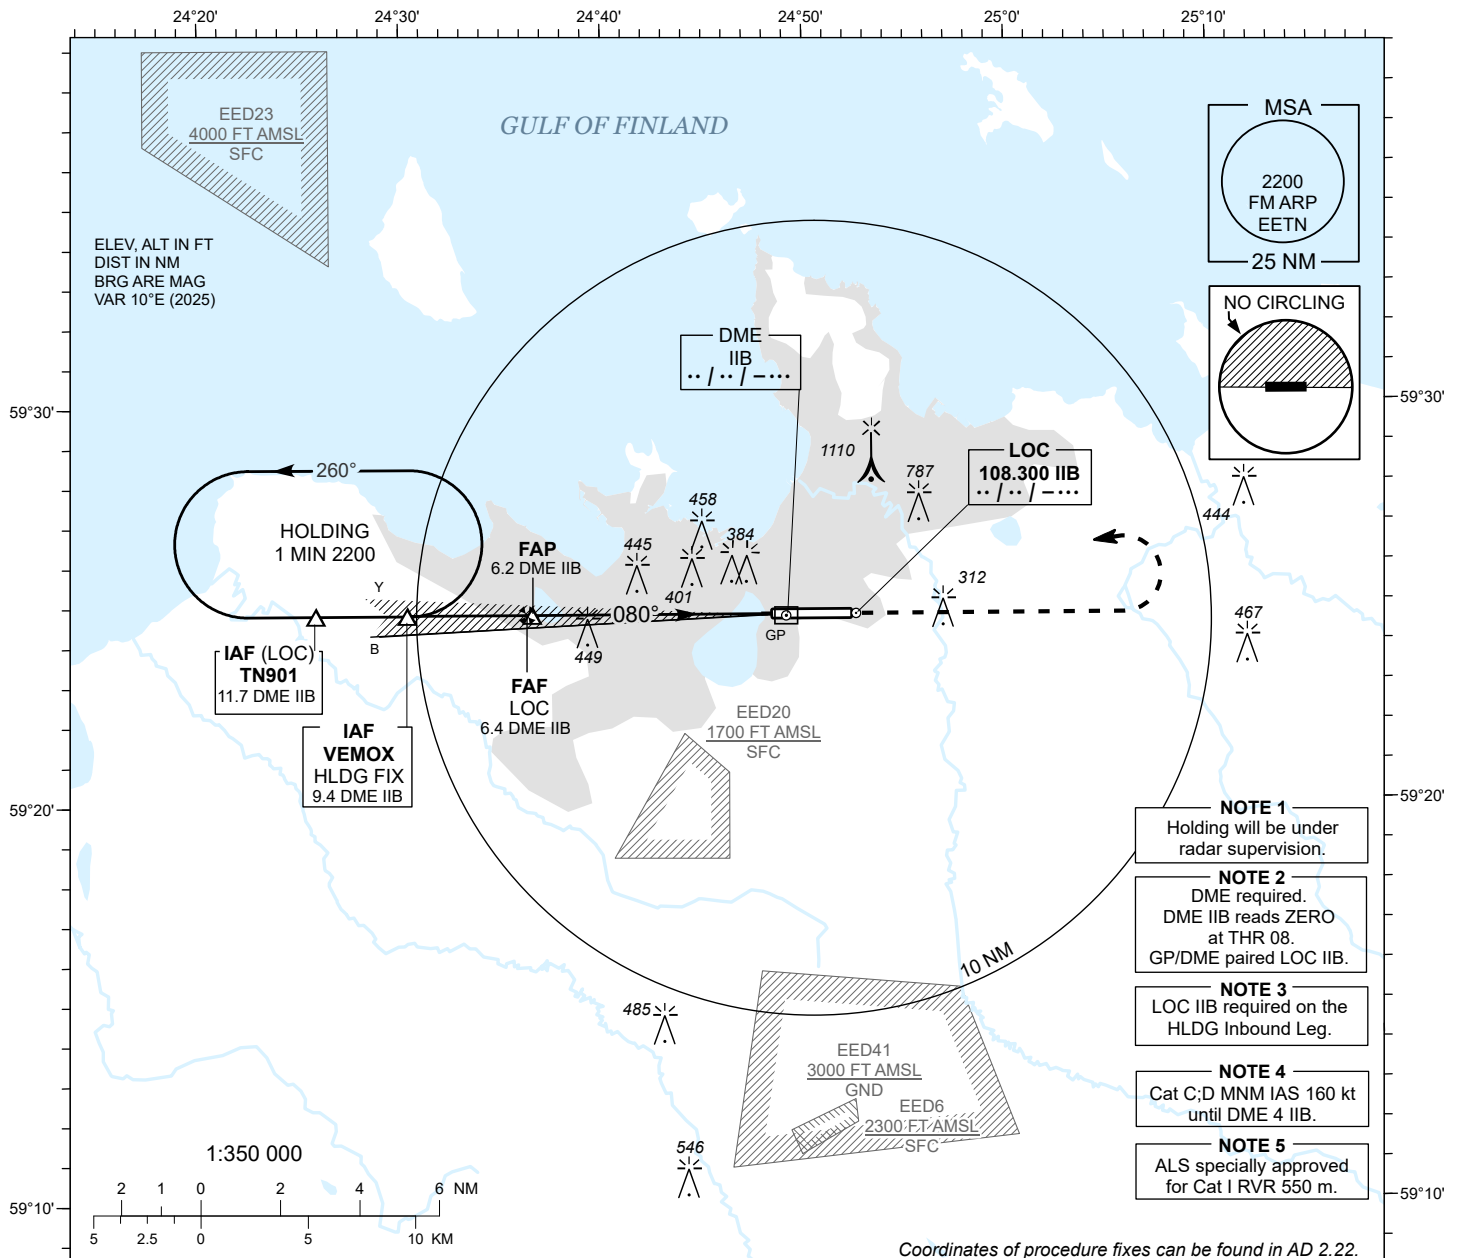 24°20' 24°30' 24°40' 24°50' 25°0' 25°10'
EED23
4000 FT AMSL
SFC
GULF OF FINLAND
MSA
2200
FM ARP
EETN
25 NM
ELEV, ALT IN FT
DIST IN NM
BRG ARE MAG
VAR 10°E (2025)
NO CIRCLING
DME
IIB
·· / ·· / –···
59°30' 59°30'
1110
LOC
108.300 IIB
·· / ·· / –···
787
444
260°
HOLDING
1 MIN 2200
458
384
445
401
FAP
6.2 DME IIB
312
Y
080°
467
GP
B
449
IAF (LOC)
TN901
11.7 DME IIB
FAF
LOC
6.4 DME IIB
IAF
VEMOX
HLDG FIX
9.4 DME IIB
EED20
1700 FT AMSL
SFC
59°20' 59°20'
NOTE 1
Holding will be under
radar supervision.
NOTE 2
DME required.
DME IIB reads ZERO
at THR 08.
GP/DME paired LOC IIB.
10 NM
NOTE 3
LOC IIB required on the
HLDG Inbound Leg.
485
EED41
3000 FT AMSL
GND
EED6
2300 FT AMSL
SFC
NOTE 4
Cat C;D MNM IAS 160 kt
until DME 4 IIB.
NOTE 5
ALS specially approved
for Cat I RVR 550 m.
546
1:350 000
2 1 0 2 4 6 NM
5 2.5 0 5 10 KM
59°10' 59°10'
Coordinates of procedure fixes can be found in AD 2.22.